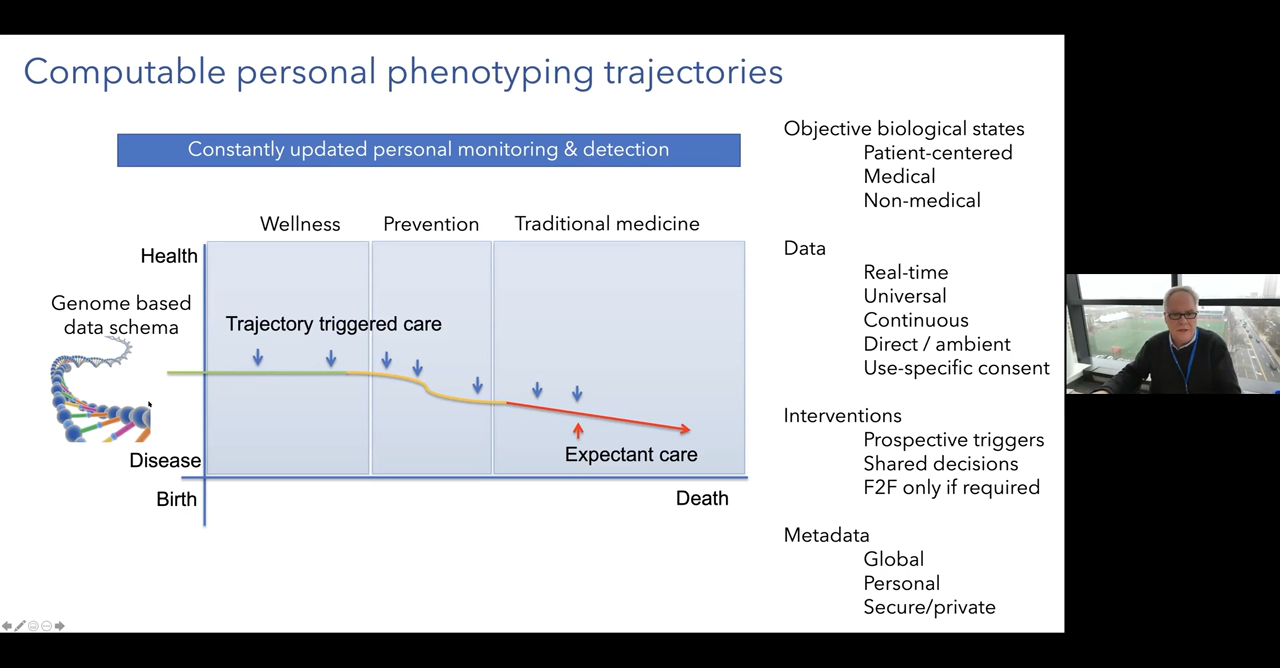 Computable personal phenotyping trajectories
Constantly updated personal monitoring & detection
Wellness
Prevention
Traditional medicine
Health
Genome based
data schema
Trajectory triggered care
Expectant care
Disease
Birth
Death
Objective biological states
Patient-centered
Medical
Non-medical
Data
Real-time
Universal
Continuous
Direct / ambient
Use-specific consent
Interventions
Prospective triggers
Shared decisions
F2F only if required
Metadata
Global
Personal
Secure/private